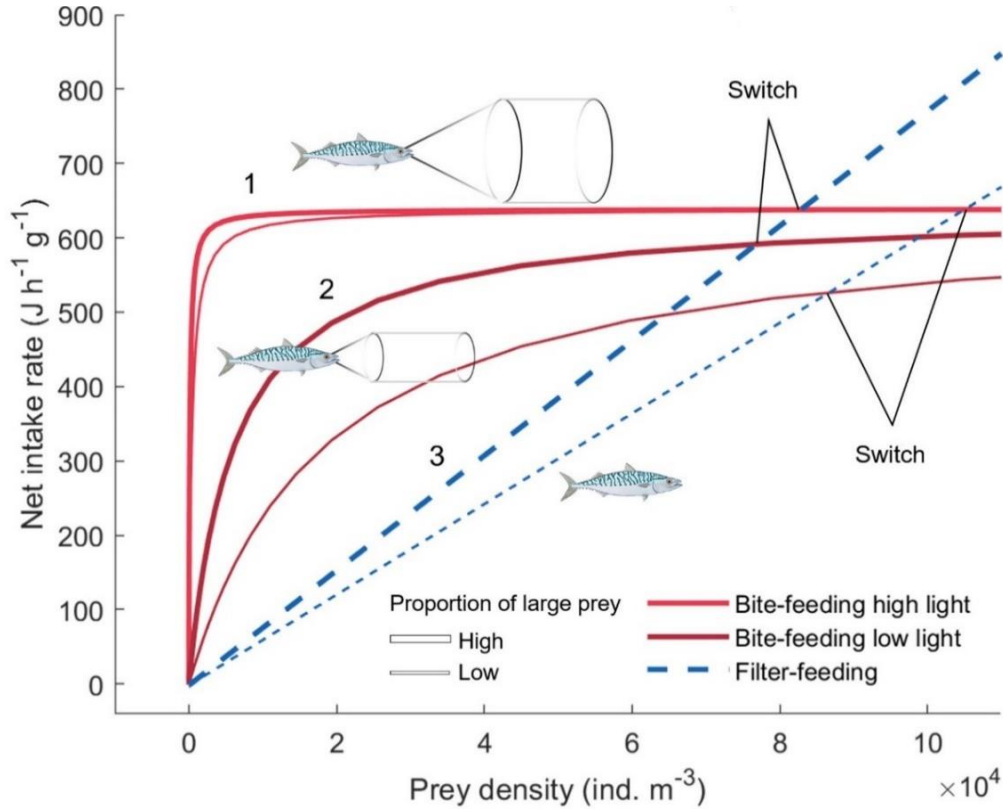 900
800
700
600
500
400
300
200
100
0
Net intake rate (J h⁻¹ g⁻¹)
Switch
1
2
3
Switch
Proportion of large prey
High
Low
Bite-feeding high light
Bite-feeding low light
Filter-feeding
0 2 4 6 8 10
Prey density (ind. m⁻³)
×10⁴